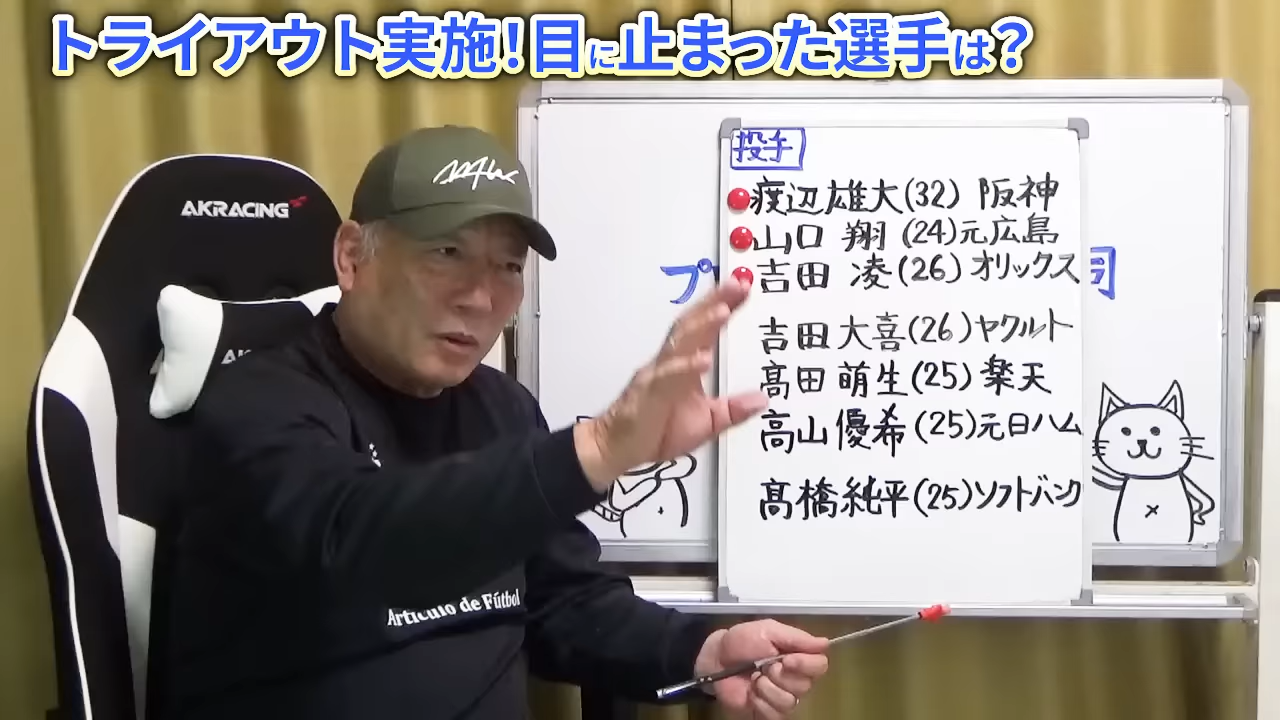 トライアウト実施！目に止まった選手は？
AKRACING
投手
渡辺雄大(32) 阪神
山口 翔 (24)元広島
吉田 凌(26) オリックス
吉田大喜(26)ヤクルト
髙田 萌生(25) 楽天
高山優希(25)元日ハム
髙橋純平(25)ソフトバンク
プ
司
AK
Artículo de Fútbol